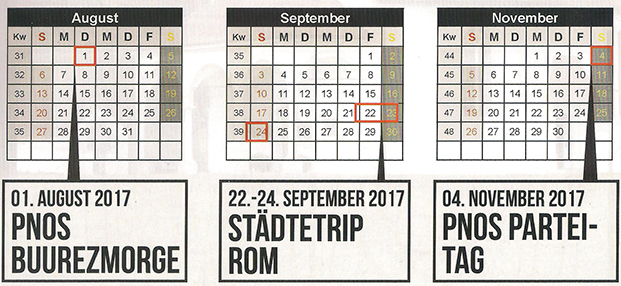 August
Kw S M D M D F S
31 1 2 3 4 5
32 6 7 8 9 10 11 12
33 13 14 15 16 17 18 19
34 20 21 22 23 24 25 26
35 27 28 29 30 31
01. AUGUST 2017
PNOS
BUUREZMORGE
September
Kw S M D M D F S
35 1 2
36 3 4 5 6 7 8 9
37 10 11 12 13 14 15 16
38 17 18 19 20 21 22 23
39 24 25 26 27 28 29 30
22.-24. SEPTEMBER 2017
STÄDTETRIP
ROM
November
Kw S M D M D F S
44 1 2 3 4
45 5 6 7 8 9 10 11
46 12 13 14 15 16 17 18
47 19 20 21 22 23 24 25
48 26 27 28 29 30
04. NOVEMBER 2017
PNOS PARTEI-
TAG